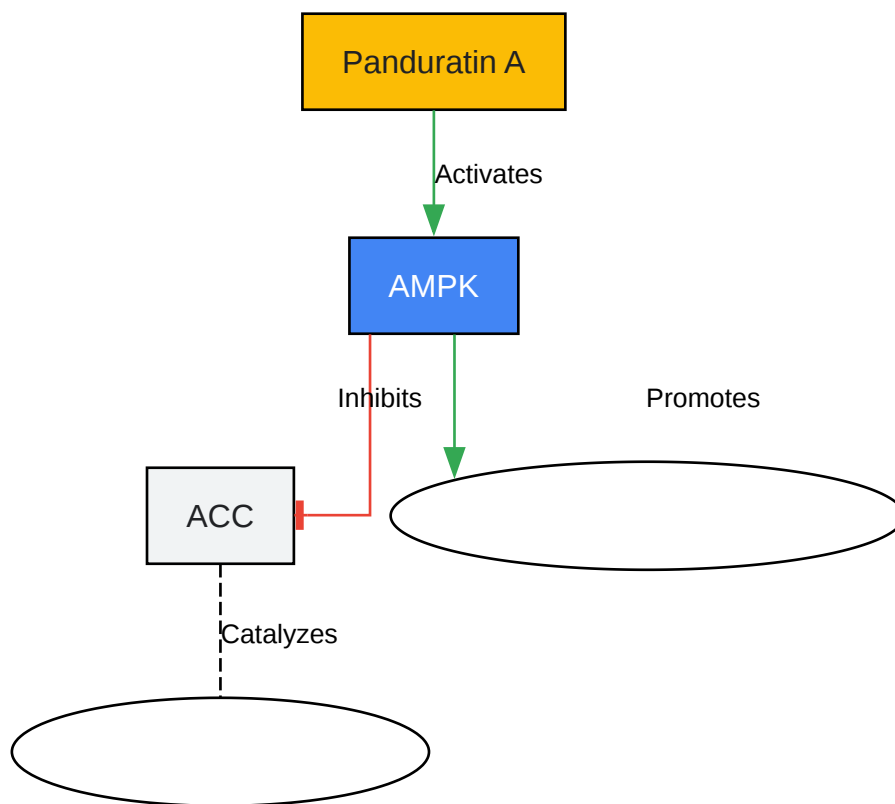 Panduratin A
Activates
AMPK
Inhibits
Promotes
ACC
Catalyzes